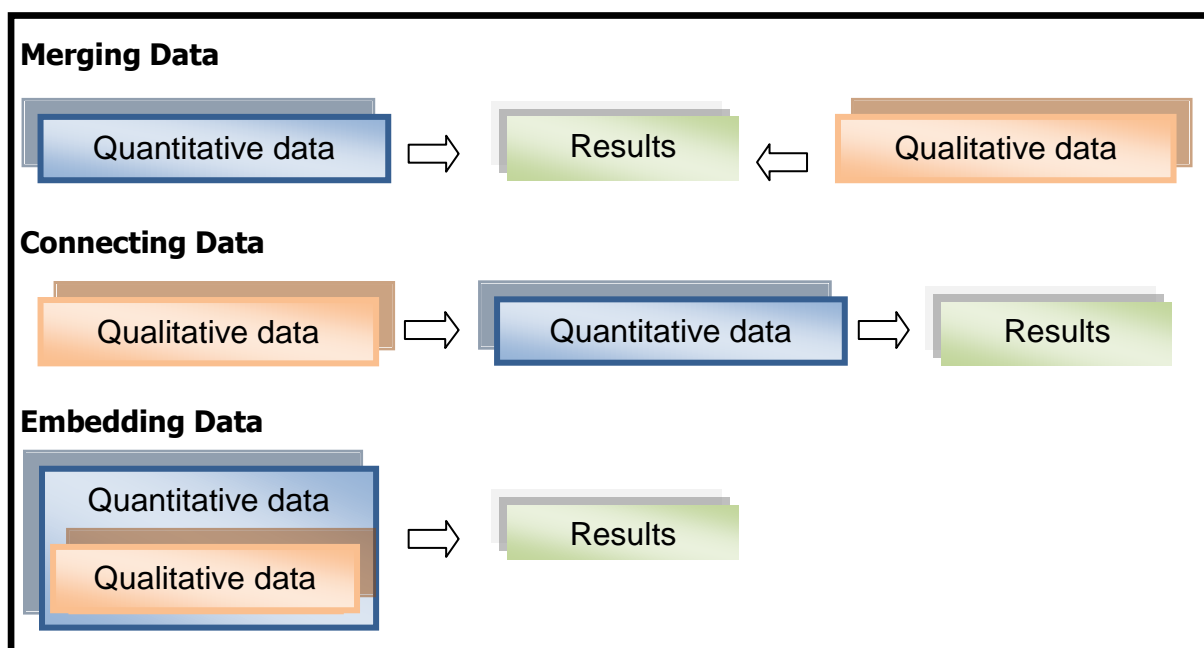 Merging Data
Quantitative data
Results
Qualitative data
Connecting Data
Qualitative data
Quantitative data
Results
Embedding Data
Quantitative data
Qualitative data
Results